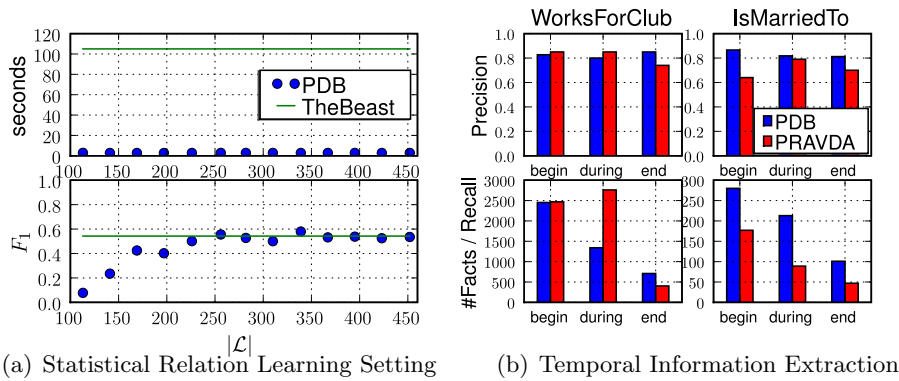 WorksForClub
IsMarriedTo
120
100
80
60
40
20
0
seconds
PDB
TheBeast
100 150 200 250 300 350 400 450
1.0
0.8
0.6
0.4
0.2
0.0
F1
100 150 200 250 300 350 400 450
|ℒ|
1.0
0.8
0.6
0.4
0.2
0.0
Precision
begin during end
1.0
0.8
0.6
0.4
0.2
0.0
PDB
PRAVDA
begin during end
3000
2500
2000
1500
1000
500
0
#Facts / Recall
begin during end
300
250
200
150
100
50
0
begin during end
(a) Statistical Relation Learning Setting
(b) Temporal Information Extraction